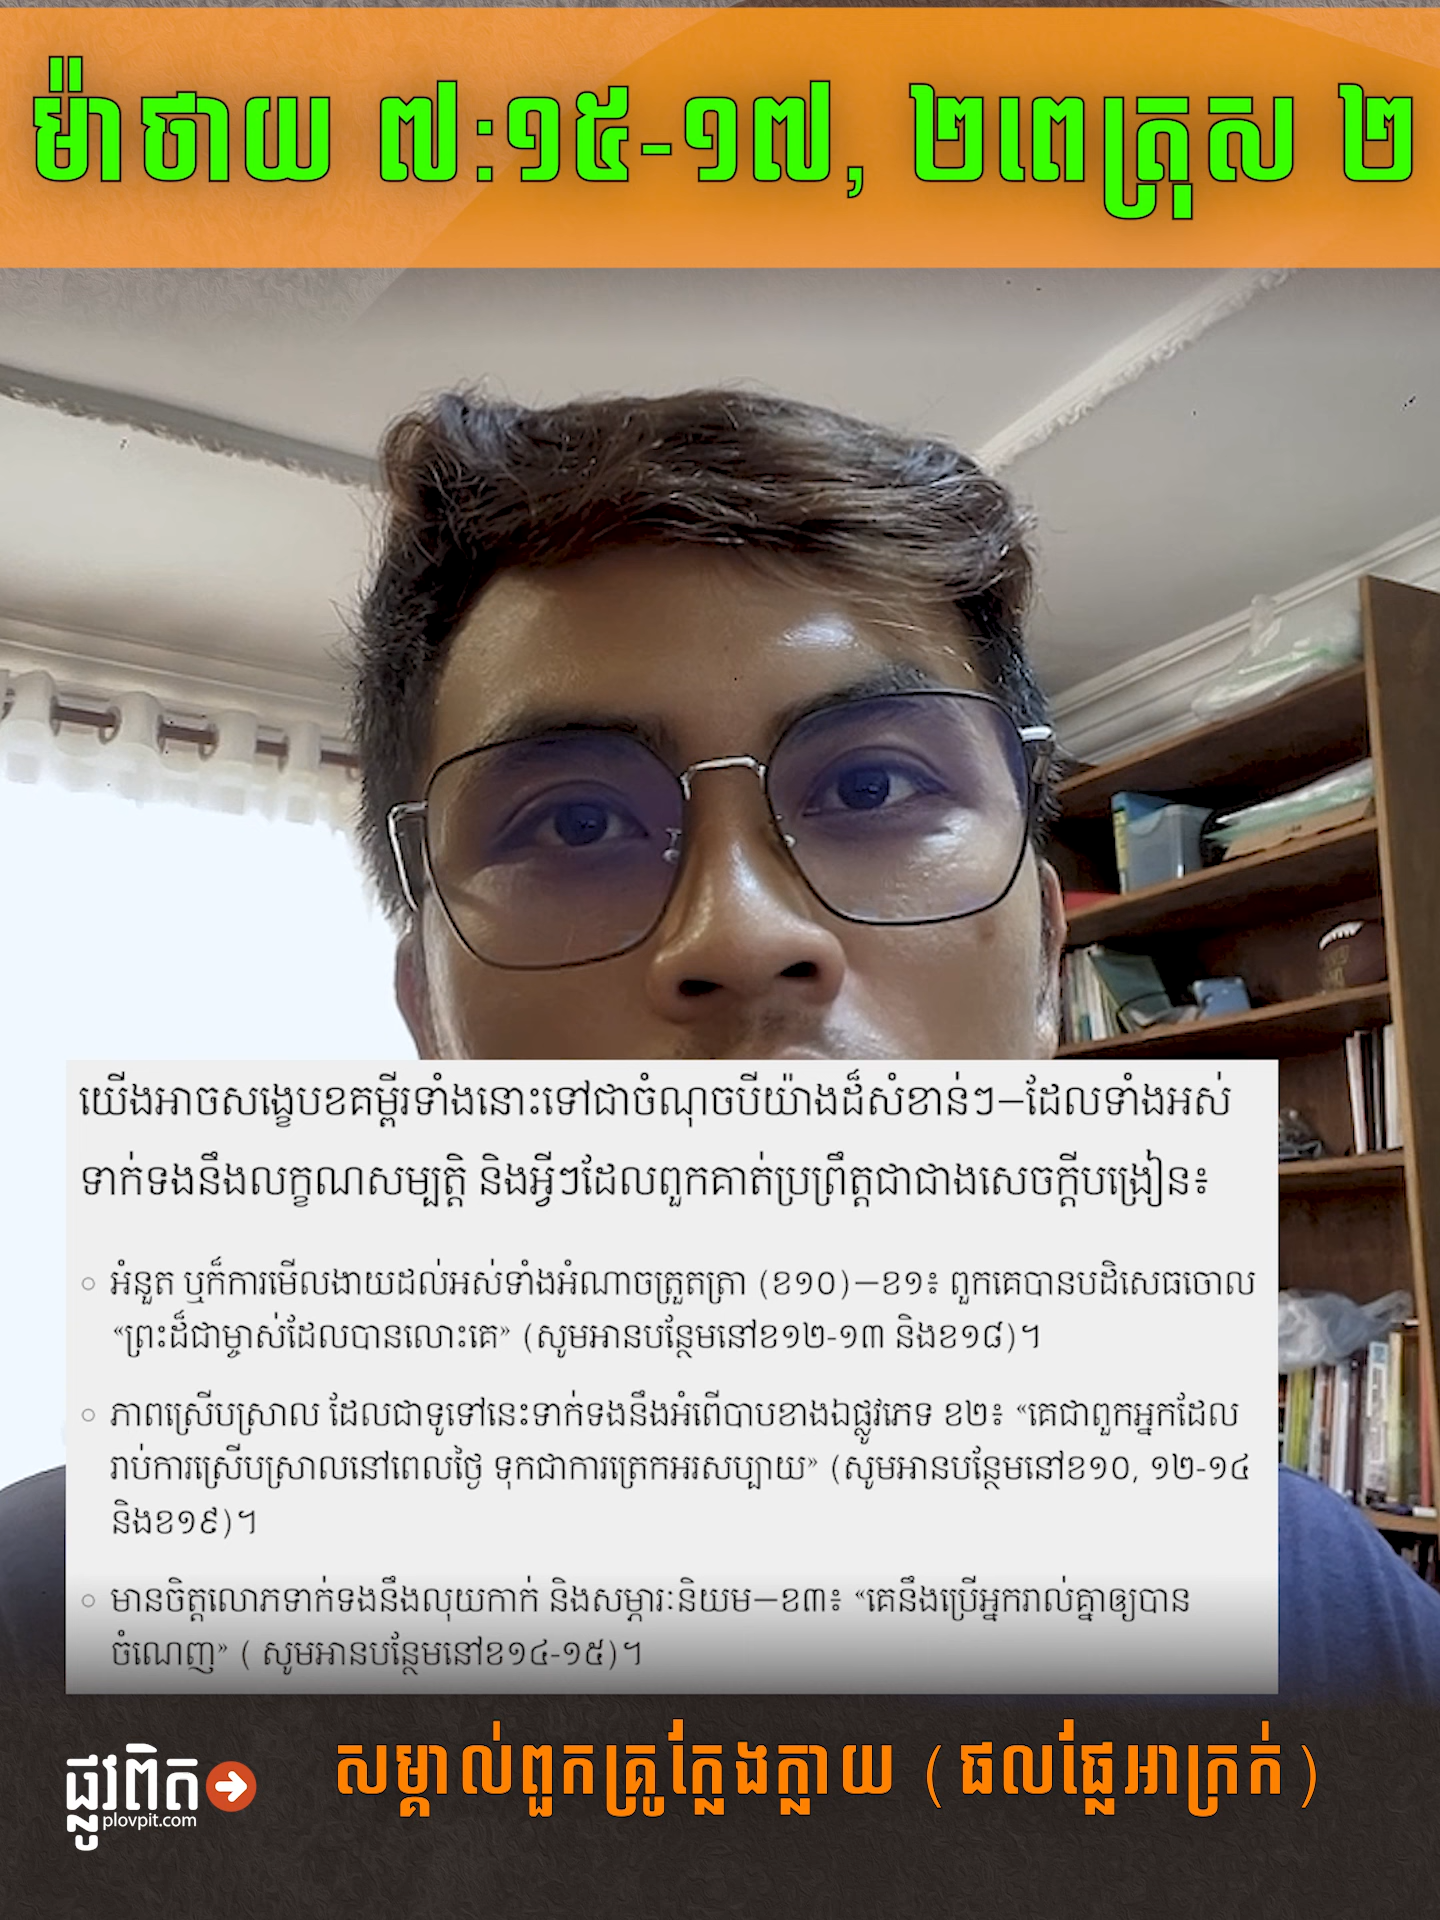 ម៉ាថាយ ៧:១៥-១៧, ២ពេត្រុស ២
យើងអាចសង្ខេបខគម្ពីរទាំងនោះទៅជាចំណុចបីយ៉ាងដ៏សំខាន់ៗ—ដែលទាំងអស់
ទាក់ទងនឹងលក្ខណសម្បត្តិ និងអ្វីៗដែលពួកគាត់ប្រព្រឹត្តជាជាងសេចក្ដីបង្រៀន៖
○ អំនួត ឬក៏ការមើលងាយដល់អស់ទាំងអំណាចត្រួតត្រា (ខ១០)—ខ១៖ ពួកគេបានបដិសេធចោល
«ព្រះដ៏ជាម្ចាស់ដែលបានលោះគេ» (សូមអានបន្ថែមនៅខ១២-១៣ និងខ១៨)។
○ ភាពស្រើបស្រាល ដែលជាទូទៅនេះទាក់ទងនឹងអំពើបាបខាងឯផ្លូវភេទ ខ២៖ «គេជាពួកអ្នកដែល
រាប់ការស្រើបស្រាលនៅពេលថ្ងៃ ទុកជាការត្រេកអរសប្បាយ» (សូមអានបន្ថែមនៅខ១០, ១២-១៤
និងខ១៩)។
○ មានចិត្តលោភទាក់ទងនឹងលុយកាក់ និងសម្ភារៈនិយម—ខ៣៖ «គេនឹងប្រើអ្នករាល់គ្នាឲ្យបាន
ចំណេញ» ( សូមអានបន្ថែមនៅខ១៤-១៥)។
សម្គាល់ពួកគ្រូក្លែងក្លាយ (ផលផ្លែអាក្រក់)
ផ្លូវពិត
plovpit.com